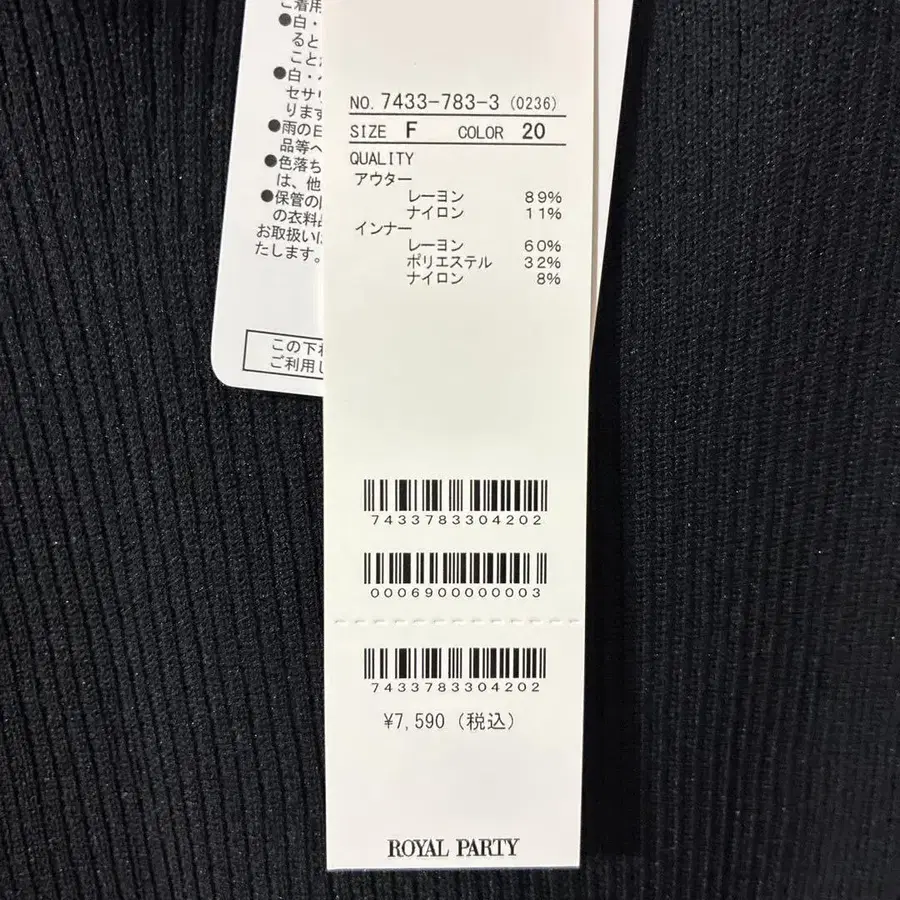 ご着用
●白・
ると
こと
●白・ベ
セサリ
ります
●雨の日
品等へ
●色落ち
は、他
●保管の
の衣料品
お取扱いは
たします。
この下
ご利用し
NO. 7433-783-3 (0236)
SIZE F COLOR 20
QUALITY
アウター
レーヨン 89%
ナイロン 11%
インナー
レーヨン 60%
ポリエステル 32%
ナイロン 8%
7433783304202
0006900000003
7433783304202
¥7,590 (税込)
ROYAL PARTY